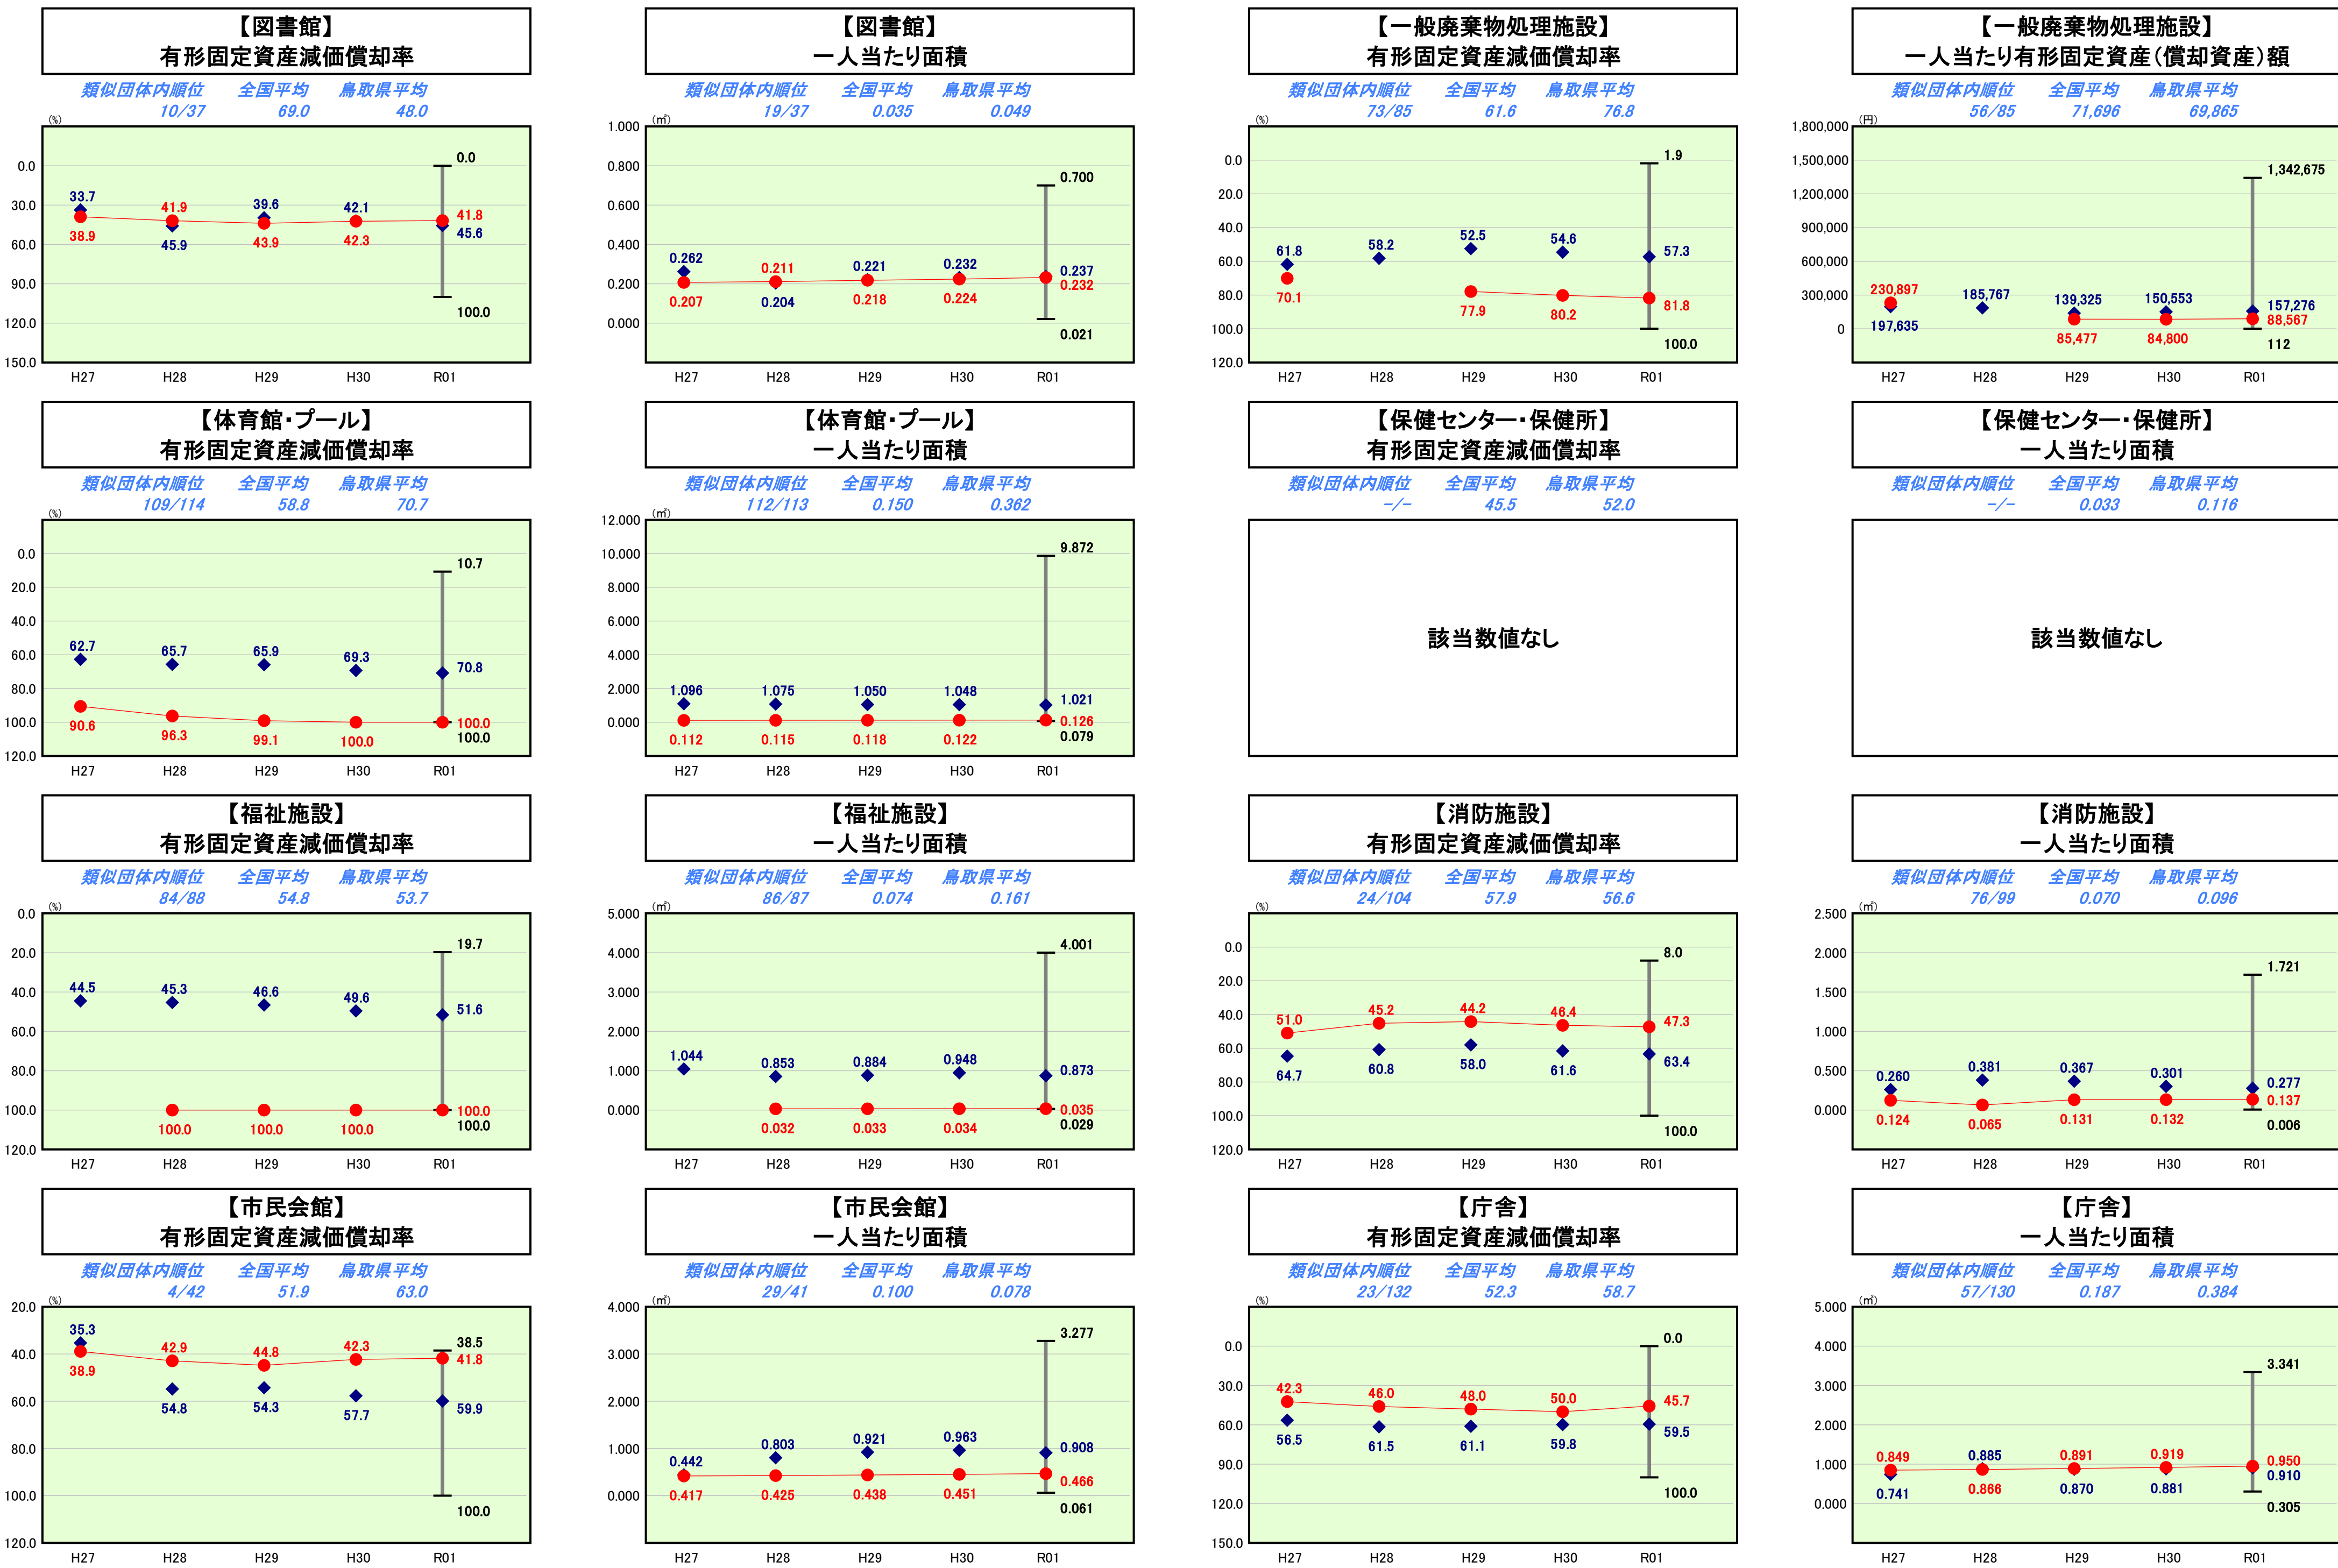 【図書館】
有形固定資産減価償却率
類似団体内順位 全国平均 鳥取県平均
10/37 69.0 48.0
(%)
0.0
30.0
60.0
90.0
120.0
150.0
33.7 41.9 39.6 42.1 41.8
38.9 45.9 43.9 42.3 45.6
0.0
100.0
H27 H28 H29 H30 R01
【図書館】
一人当たり面積
類似団体内順位 全国平均 鳥取県平均
19/37 0.035 0.049
(㎡)
1.000
0.800
0.600
0.400
0.200
0.000
0.262 0.211 0.221 0.232 0.237
0.207 0.204 0.218 0.224 0.232
0.700
0.021
H27 H28 H29 H30 R01
【一般廃棄物処理施設】
有形固定資産減価償却率
類似団体内順位 全国平均 鳥取県平均
73/85 61.6 76.8
(%)
0.0
20.0
40.0
60.0
80.0
100.0
120.0
61.8 58.2 52.5 54.6 57.3
70.1 77.9 80.2 81.8
1.9
100.0
H27 H28 H29 H30 R01
【一般廃棄物処理施設】
一人当たり有形固定資産(償却資産)額
類似団体内順位 全国平均 鳥取県平均
56/85 71,696 69,865
(円)
1,800,000
1,500,000
1,200,000
900,000
600,000
300,000
0
230,897 185,767 139,325 150,553 157,276
197,635 85,477 84,800 88,567
1,342,675
112
H27 H28 H29 H30 R01
【体育館・プール】
有形固定資産減価償却率
類似団体内順位 全国平均 鳥取県平均
109/114 58.8 70.7
(%)
0.0
20.0
40.0
60.0
80.0
100.0
120.0
62.7 65.7 65.9 69.3 70.8
90.6 96.3 99.1 100.0 100.0
10.7
100.0
H27 H28 H29 H30 R01
【体育館・プール】
一人当たり面積
類似団体内順位 全国平均 鳥取県平均
112/113 0.150 0.362
(㎡)
12.000
10.000
8.000
6.000
4.000
2.000
0.000
1.096 1.075 1.050 1.048 1.021
0.112 0.115 0.118 0.122 0.126
9.872
0.079
H27 H28 H29 H30 R01
【保健センター・保健所】
有形固定資産減価償却率
類似団体内順位 全国平均 鳥取県平均
-/- 45.5 52.0
該当数値なし
【保健センター・保健所】
一人当たり面積
類似団体内順位 全国平均 鳥取県平均
-/- 0.033 0.116
該当数値なし
【福祉施設】
有形固定資産減価償却率
類似団体内順位 全国平均 鳥取県平均
84/88 54.8 53.7
(%)
0.0
20.0
40.0
60.0
80.0
100.0
120.0
44.5 45.3 46.6 49.6 51.6
100.0 100.0 100.0 100.0
19.7
100.0
H27 H28 H29 H30 R01
【福祉施設】
一人当たり面積
類似団体内順位 全国平均 鳥取県平均
86/87 0.074 0.161
(㎡)
5.000
4.000
3.000
2.000
1.000
0.000
1.044 0.853 0.884 0.948 0.873
0.032 0.033 0.034 0.035
4.001
0.029
H27 H28 H29 H30 R01
【消防施設】
有形固定資産減価償却率
類似団体内順位 全国平均 鳥取県平均
24/104 57.9 56.6
(%)
0.0
20.0
40.0
60.0
80.0
100.0
120.0
51.0 45.2 44.2 46.4 47.3
64.7 60.8 58.0 61.6 63.4
8.0
100.0
H27 H28 H29 H30 R01
【消防施設】
一人当たり面積
類似団体内順位 全国平均 鳥取県平均
76/99 0.070 0.096
(㎡)
2.500
2.000
1.500
1.000
0.500
0.000
0.260 0.381 0.367 0.301 0.277
0.124 0.065 0.131 0.132 0.137
1.721
0.006
H27 H28 H29 H30 R01
【市民会館】
有形固定資産減価償却率
類似団体内順位 全国平均 鳥取県平均
4/42 51.9 63.0
(%)
20.0
40.0
60.0
80.0
100.0
120.0
35.3 42.9 44.8 42.3 41.8
38.9 54.8 54.3 57.7 59.9
38.5
100.0
H27 H28 H29 H30 R01
【市民会館】
一人当たり面積
類似団体内順位 全国平均 鳥取県平均
29/41 0.100 0.078
(㎡)
4.000
3.000
2.000
1.000
0.000
0.442 0.803 0.921 0.963 0.908
0.417 0.425 0.438 0.451 0.466
3.277
0.061
H27 H28 H29 H30 R01
【庁舎】
有形固定資産減価償却率
類似団体内順位 全国平均 鳥取県平均
23/132 52.3 58.7
(%)
0.0
30.0
60.0
90.0
120.0
150.0
42.3 46.0 48.0 50.0 45.7
56.5 61.5 61.1 59.8 59.5
0.0
100.0
H27 H28 H29 H30 R01
【庁舎】
一人当たり面積
類似団体内順位 全国平均 鳥取県平均
57/130 0.187 0.384
(㎡)
5.000
4.000
3.000
2.000
1.000
0.000
0.849 0.885 0.891 0.919 0.950
0.741 0.866 0.870 0.881 0.910
3.341
0.305
H27 H28 H29 H30 R01